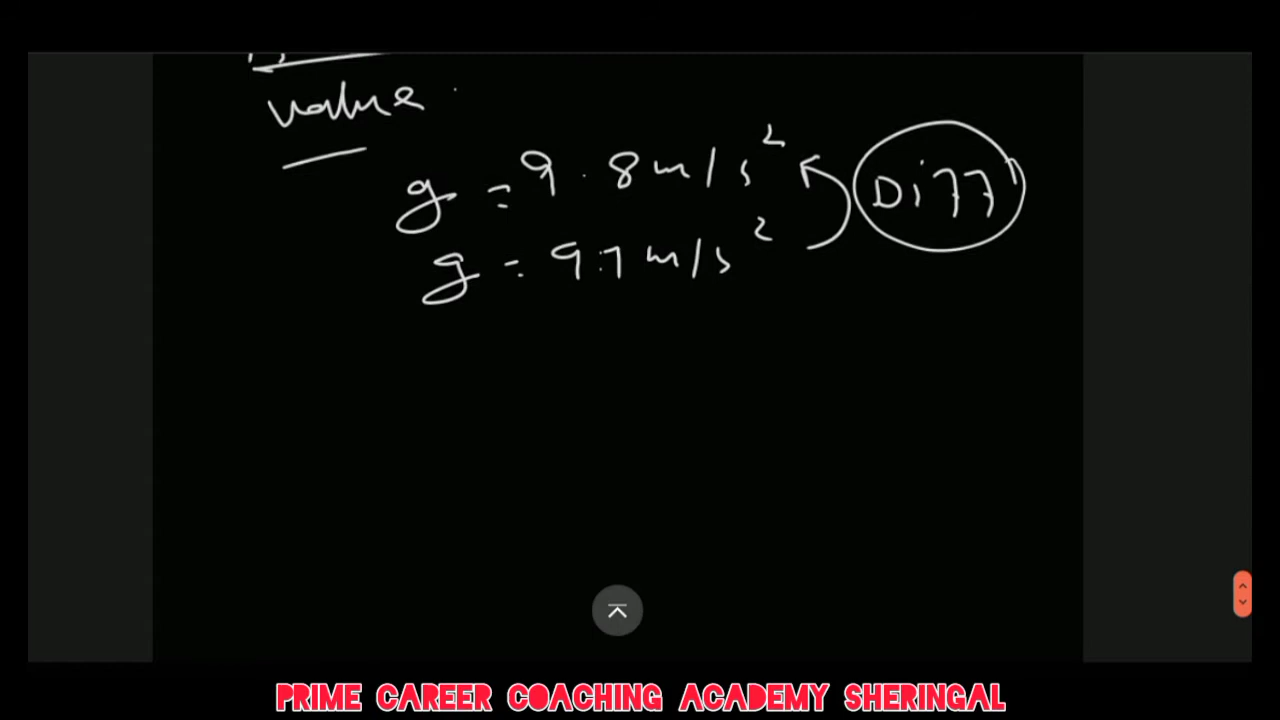 value.
g = 9.8 m/s²
Diff
g = 9.7 m/s²
PRIME CAREER COACHING ACADEMY SHERINGAL